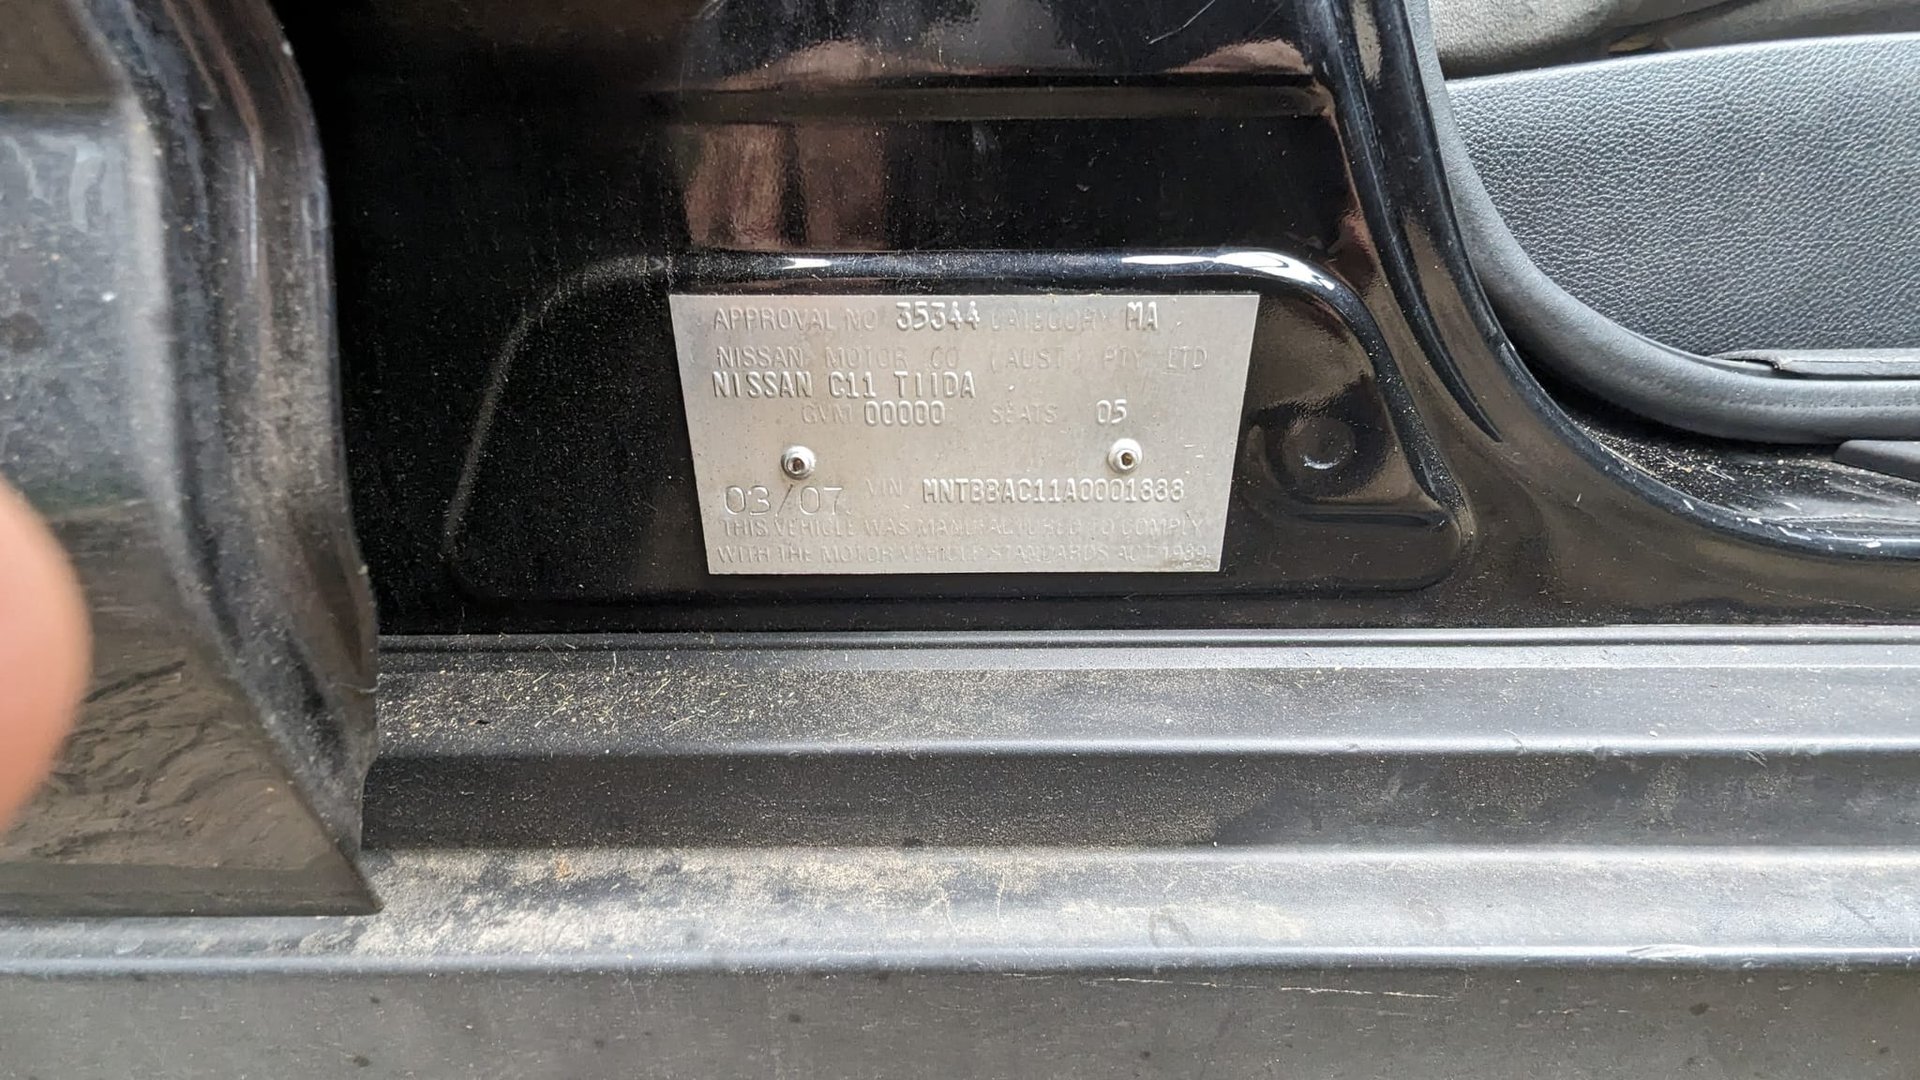 APPROVAL NO 35344 CATEGORY MA
NISSAN MOTOR CO (AUST) PTY LTD
NISSAN C11 TIIDA
GVM 00000 SEATS 05
03/07 VIN MNTBBAC11A0001888
THIS VEHICLE WAS MANUFACTURED TO COMPLY
WITH THE MOTOR VEHICLE STANDARDS ACT 1989